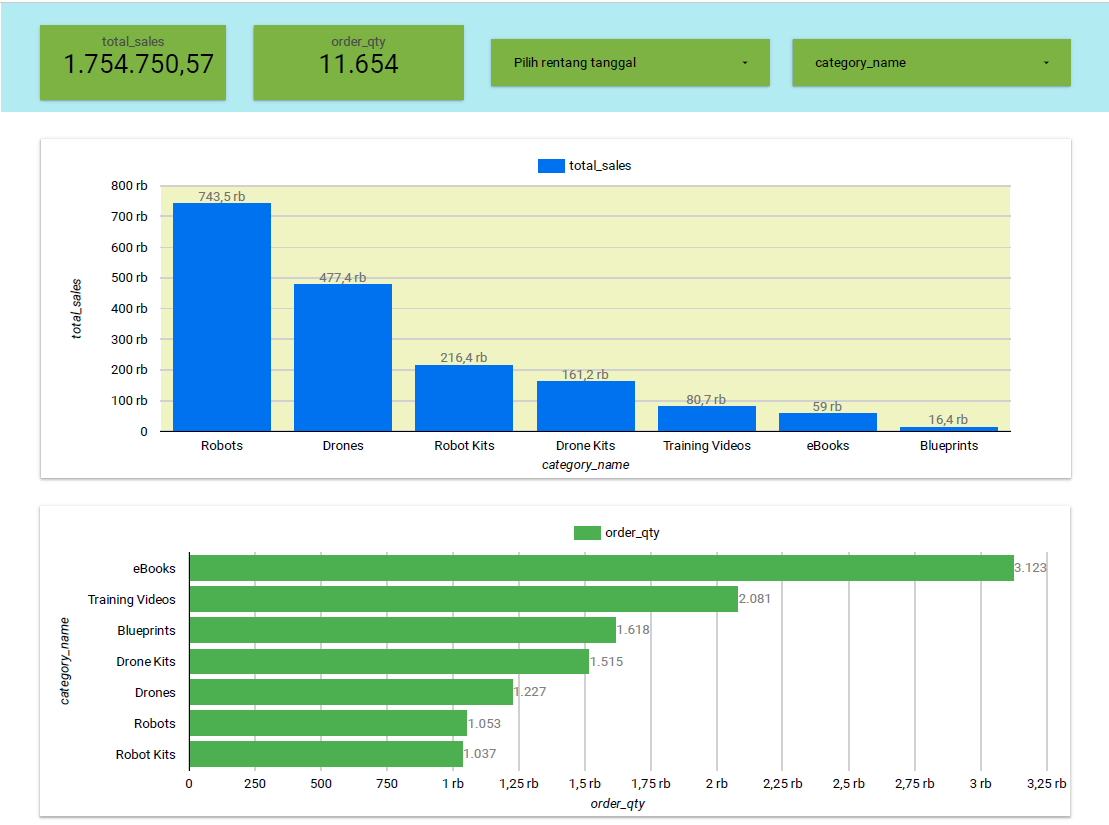 total_sales
1.754.750,57
order_qty
11.654
Pilih rentang tanggal
category_name
total_sales
800 rb
700 rb
600 rb
500 rb
400 rb
300 rb
200 rb
100 rb
0
total_sales
743,5 rb
477,4 rb
216,4 rb
161,2 rb
80,7 rb
59 rb
16,4 rb
Robots
Drones
Robot Kits
Drone Kits
Training Videos
eBooks
Blueprints
category_name
order_qty
category_name
eBooks
3.123
Training Videos
2.081
Blueprints
1.618
Drone Kits
1.515
Drones
1.227
Robots
1.053
Robot Kits
1.037
0
250
500
750
1 rb
1,25 rb
1,5 rb
1,75 rb
2 rb
2,25 rb
2,5 rb
2,75 rb
3 rb
3,25 rb
order_qty